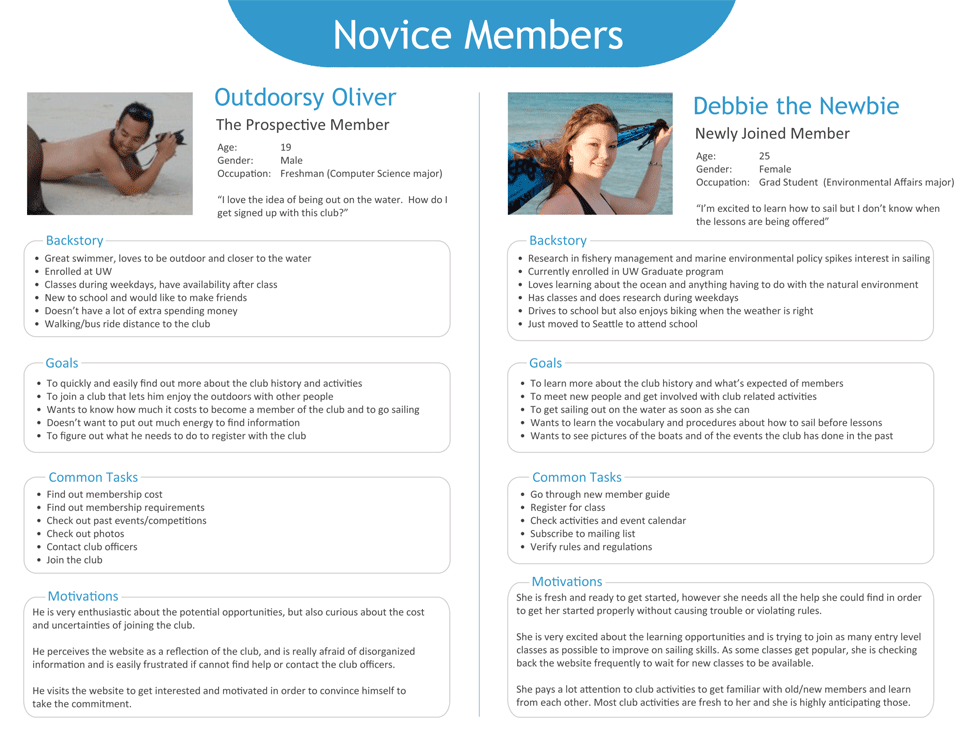 Novice Members
Outdoorsy Oliver
The Prospective Member
Age: 19
Gender: Male
Occupation: Freshman (Computer Science major)
“I love the idea of being out on the water. How do I
get signed up with this club?”
Backstory
• Great swimmer, loves to be outdoor and closer to the water
• Enrolled at UW
• Classes during weekdays, have availability after class
• New to school and would like to make friends
• Doesn’t have a lot of extra spending money
• Walking/bus ride distance to the club
Goals
• To quickly and easily find out more about the club history and activities
• To join a club that lets him enjoy the outdoors with other people
• Wants to know how much it costs to become a member of the club and to go sailing
• Doesn’t want to put out much energy to find information
• To figure out what he needs to do to register with the club
Common Tasks
• Find out membership cost
• Find out membership requirements
• Check out past events/competitions
• Check out photos
• Contact club officers
• Join the club
Motivations
He is very enthusiastic about the potential opportunities, but also curious about the cost
and uncertainties of joining the club.
He perceives the website as a reflection of the club, and is really afraid of disorganized
information and is easily frustrated if cannot find help or contact the club officers.
He visits the website to get interested and motivated in order to convince himself to
take the commitment.
Debbie the Newbie
Newly Joined Member
Age: 25
Gender: Female
Occupation: Grad Student (Environmental Affairs major)
“I’m excited to learn how to sail but I don’t know when
the lessons are being offered”
Backstory
• Research in fishery management and marine environmental policy spikes interest in sailing
• Currently enrolled in UW Graduate program
• Loves learning about the ocean and anything having to do with the natural environment
• Has classes and does research during weekdays
• Drives to school but also enjoys biking when the weather is right
• Just moved to Seattle to attend school
Goals
• To learn more about the club history and what’s expected of members
• To meet new people and get involved with club related activities
• To get sailing out on the water as soon as she can
• Wants to learn the vocabulary and procedures about how to sail before lessons
• Wants to see pictures of the boats and of the events the club has done in the past
Common Tasks
• Go through new member guide
• Register for class
• Check activities and event calendar
• Subscribe to mailing list
• Verify rules and regulations
Motivations
She is fresh and ready to get started, however she needs all the help she could find in order
to get her started properly without causing trouble or violating rules.
She is very excited about the learning opportunities and is trying to join as many entry level
classes as possible to improve on sailing skills. As some classes get popular, she is checking
back the website frequently to wait for new classes to be available.
She pays a lot attention to club activities to get familiar with old/new members and learn
from each other. Most club activities are fresh to her and she is highly anticipating those.